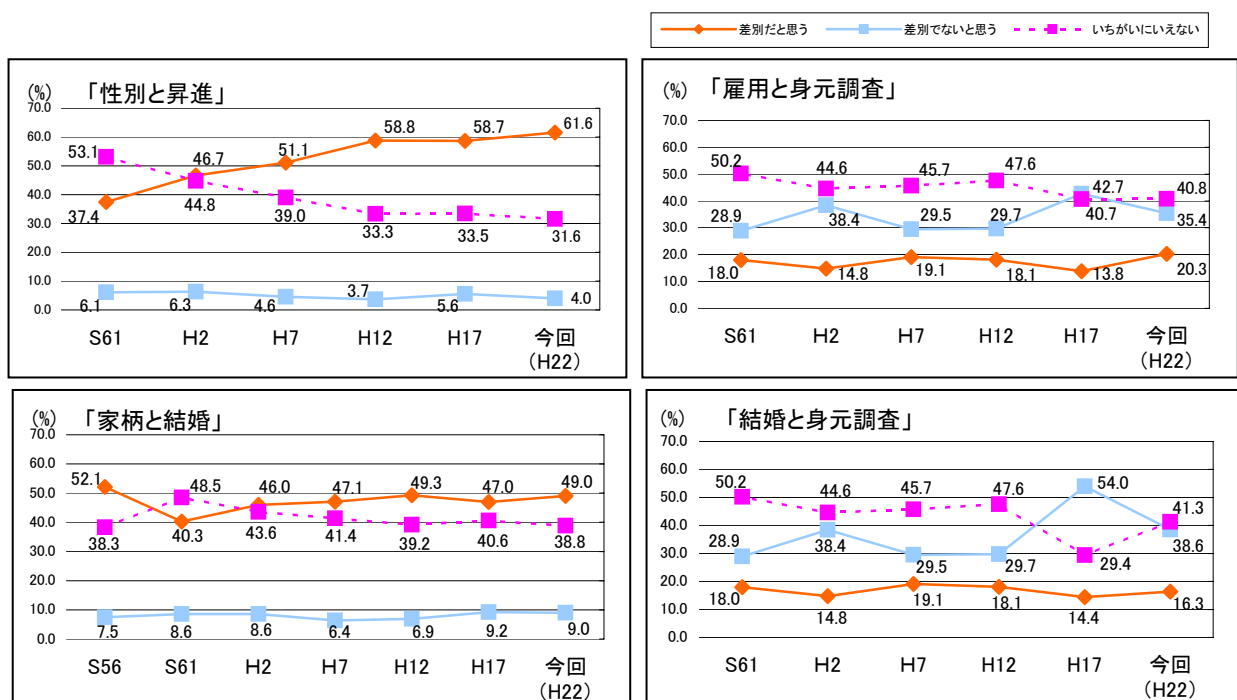 差別だと思う 差別でないと思う いちがいにいえない
(%) 「性別と昇進」
70.0
60.0
50.0
40.0
30.0
20.0
10.0
0.0
53.1 46.7 51.1 58.8 58.7 61.6
37.4 44.8 39.0 33.3 33.5 31.6
6.1 6.3 4.6 3.7 5.6 4.0
S61 H2 H7 H12 H17 今回
(H22)
(%) 「雇用と身元調査」
70.0
60.0
50.0
40.0
30.0
20.0
10.0
0.0
50.2 44.6 45.7 47.6 42.7 40.8
28.9 38.4 29.5 29.7 40.7 35.4
18.0 14.8 19.1 18.1 13.8 20.3
S61 H2 H7 H12 H17 今回
(H22)
(%) 「家柄と結婚」
70.0
60.0
50.0
40.0
30.0
20.0
10.0
0.0
52.1 48.5 46.0 47.1 49.3 47.0 49.0
38.3 40.3 43.6 41.4 39.2 40.6 38.8
7.5 8.6 8.6 6.4 6.9 9.2 9.0
S56 S61 H2 H7 H12 H17 今回
(H22)
(%) 「結婚と身元調査」
70.0
60.0
50.0
40.0
30.0
20.0
10.0
0.0
50.2 44.6 45.7 47.6 54.0 41.3
28.9 38.4 29.5 29.7 29.4 38.6
18.0 14.8 19.1 18.1 14.4 16.3
S61 H2 H7 H12 H17 今回
(H22)